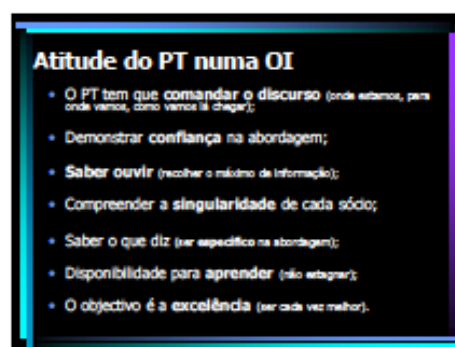 Atitude do PT numa OI
• O PT tem que comandar o discurso (onde estamos, para
onde vamos, como vamos lá chegar);
• Demonstrar confiança na abordagem;
• Saber ouvir (recolher o máximo de informação);
• Compreender a singularidade de cada sócio;
• Saber o que diz (ser específico na abordagem);
• Disponibilidade para aprender (não estagnar);
• O objectivo é a excelência (ser cada vez melhor).